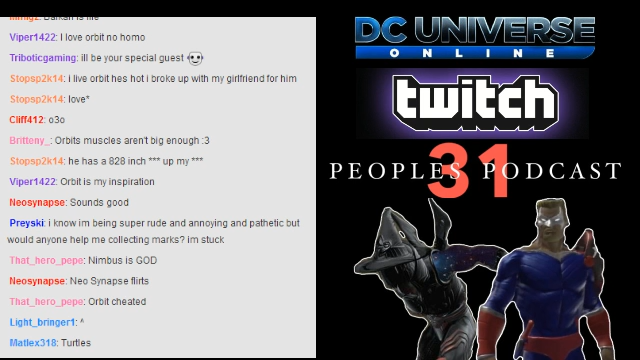 Viper1422: I love orbit no homo
Triboticgaming: ill be your special guest
Stopsp2k14: i live orbit hes hot i broke up with my girlfriend for him
Stopsp2k14: love*
Cliff412: o3o
Britteny_: Orbits muscles aren't big enough :3
Stopsp2k14: he has a 828 inch *** up my ***
Viper1422: Orbit is my inspiration
Neosynapse: Sounds good
Preyski: i know im being super rude and annoying and pathetic but
would anyone help me collecting marks? im stuck
That_hero_pepe: Nimbus is GOD
Neosynapse: Neo Synapse flirts
That_hero_pepe: Orbit cheated
Light_bringer1: ^
Matlex318: Turtles
DC UNIVERSE
ONLINE
twitch
31
PEOPLES PODCAST